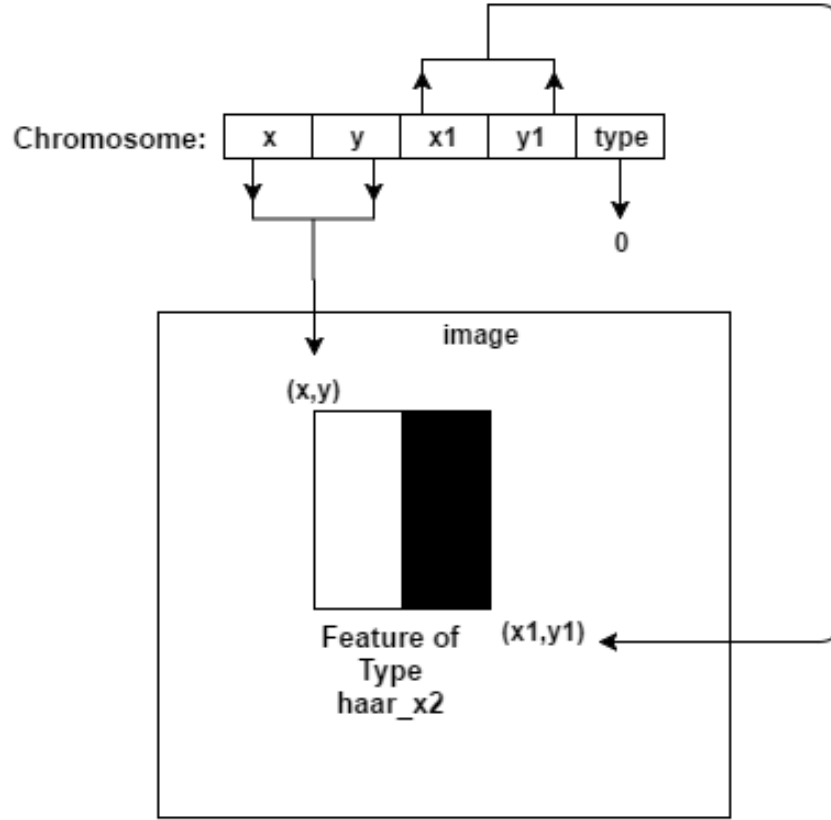 Chromosome: x y x1 y1 type
0
image
(x,y)
(x1,y1)
Feature of
Type
haar_x2